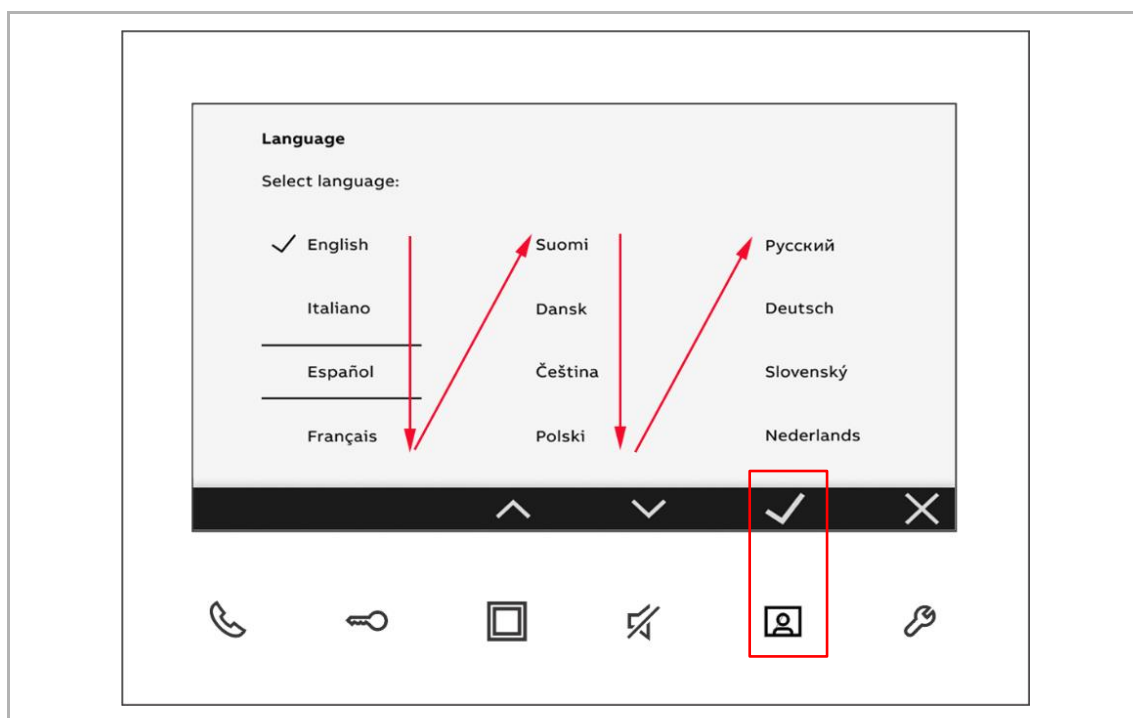 Language
Select language:
English
Italiano
Español
Français
Suomi
Dansk
Čeština
Polski
Русский
Deutsch
Slovenský
Nederlands